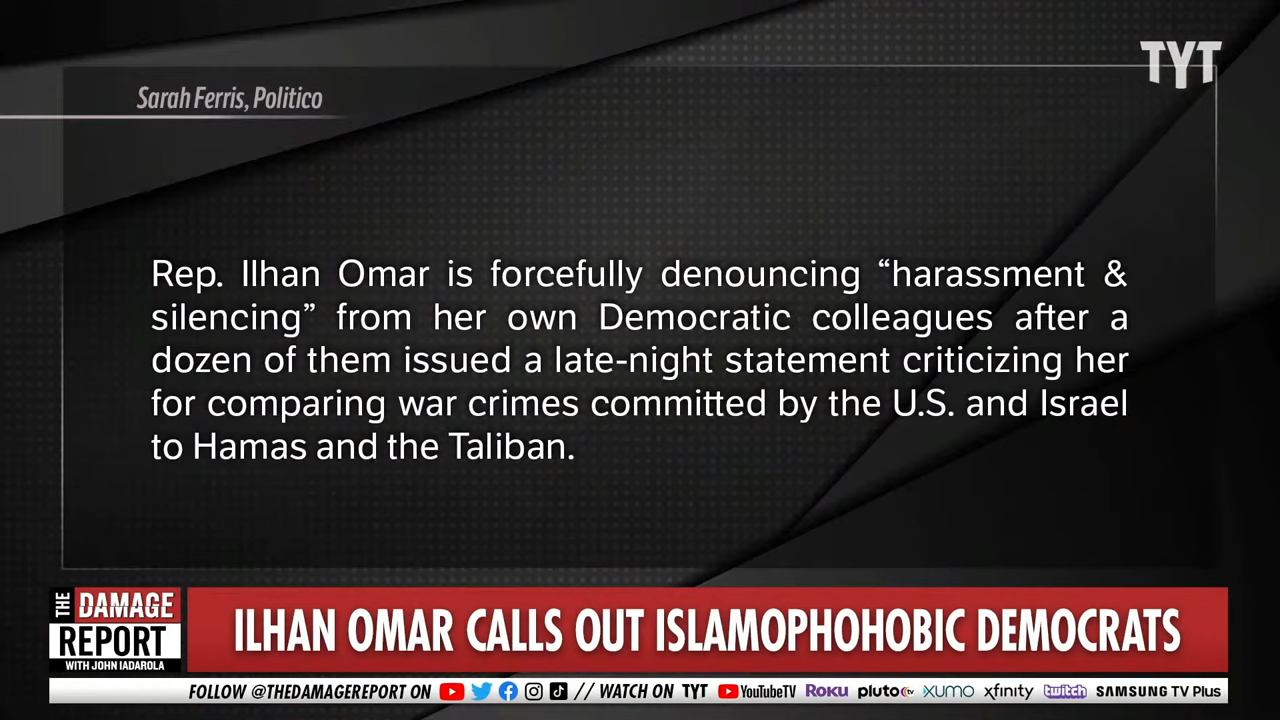 TYT
Sarah Ferris, Politico
Rep. Ilhan Omar is forcefully denouncing “harassment &
silencing” from her own Democratic colleagues after a
dozen of them issued a late-night statement criticizing her
for comparing war crimes committed by the U.S. and Israel
to Hamas and the Taliban.
THE DAMAGE
REPORT
WITH JOHN IADAROLA
ILHAN OMAR CALLS OUT ISLAMOPHOHOBIC DEMOCRATS
FOLLOW @THEDAMAGEREPORT ON // WATCH ON TYT YouTubeTV ROKU pluto tv XUMO xfinity twitch SAMSUNG TV Plus